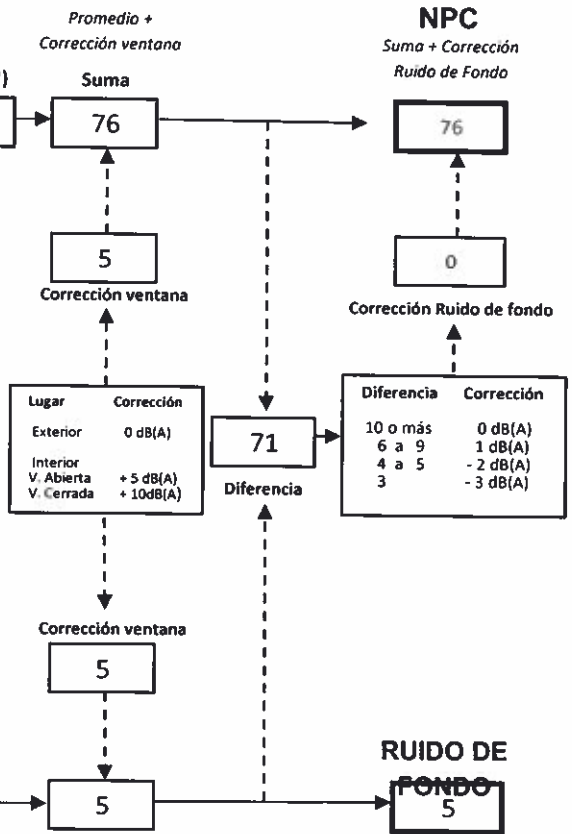 Promedio +
Corrección ventana
NPC
Suma + Corrección
Ruido de Fondo
)
Suma
76
76
5
Corrección ventana
0
Corrección Ruido de fondo
Lugar Corrección
Exterior 0 dB(A)
Interior
V. Abierta + 5 dB(A)
V. Cerrada + 10dB(A)
71
Diferencia
Diferencia Corrección
10 o más 0 dB(A)
6 a 9 1 dB(A)
4 a 5 - 2 dB(A)
3 - 3 dB(A)
Corrección ventana
5
5
RUIDO DE
FONDO
5